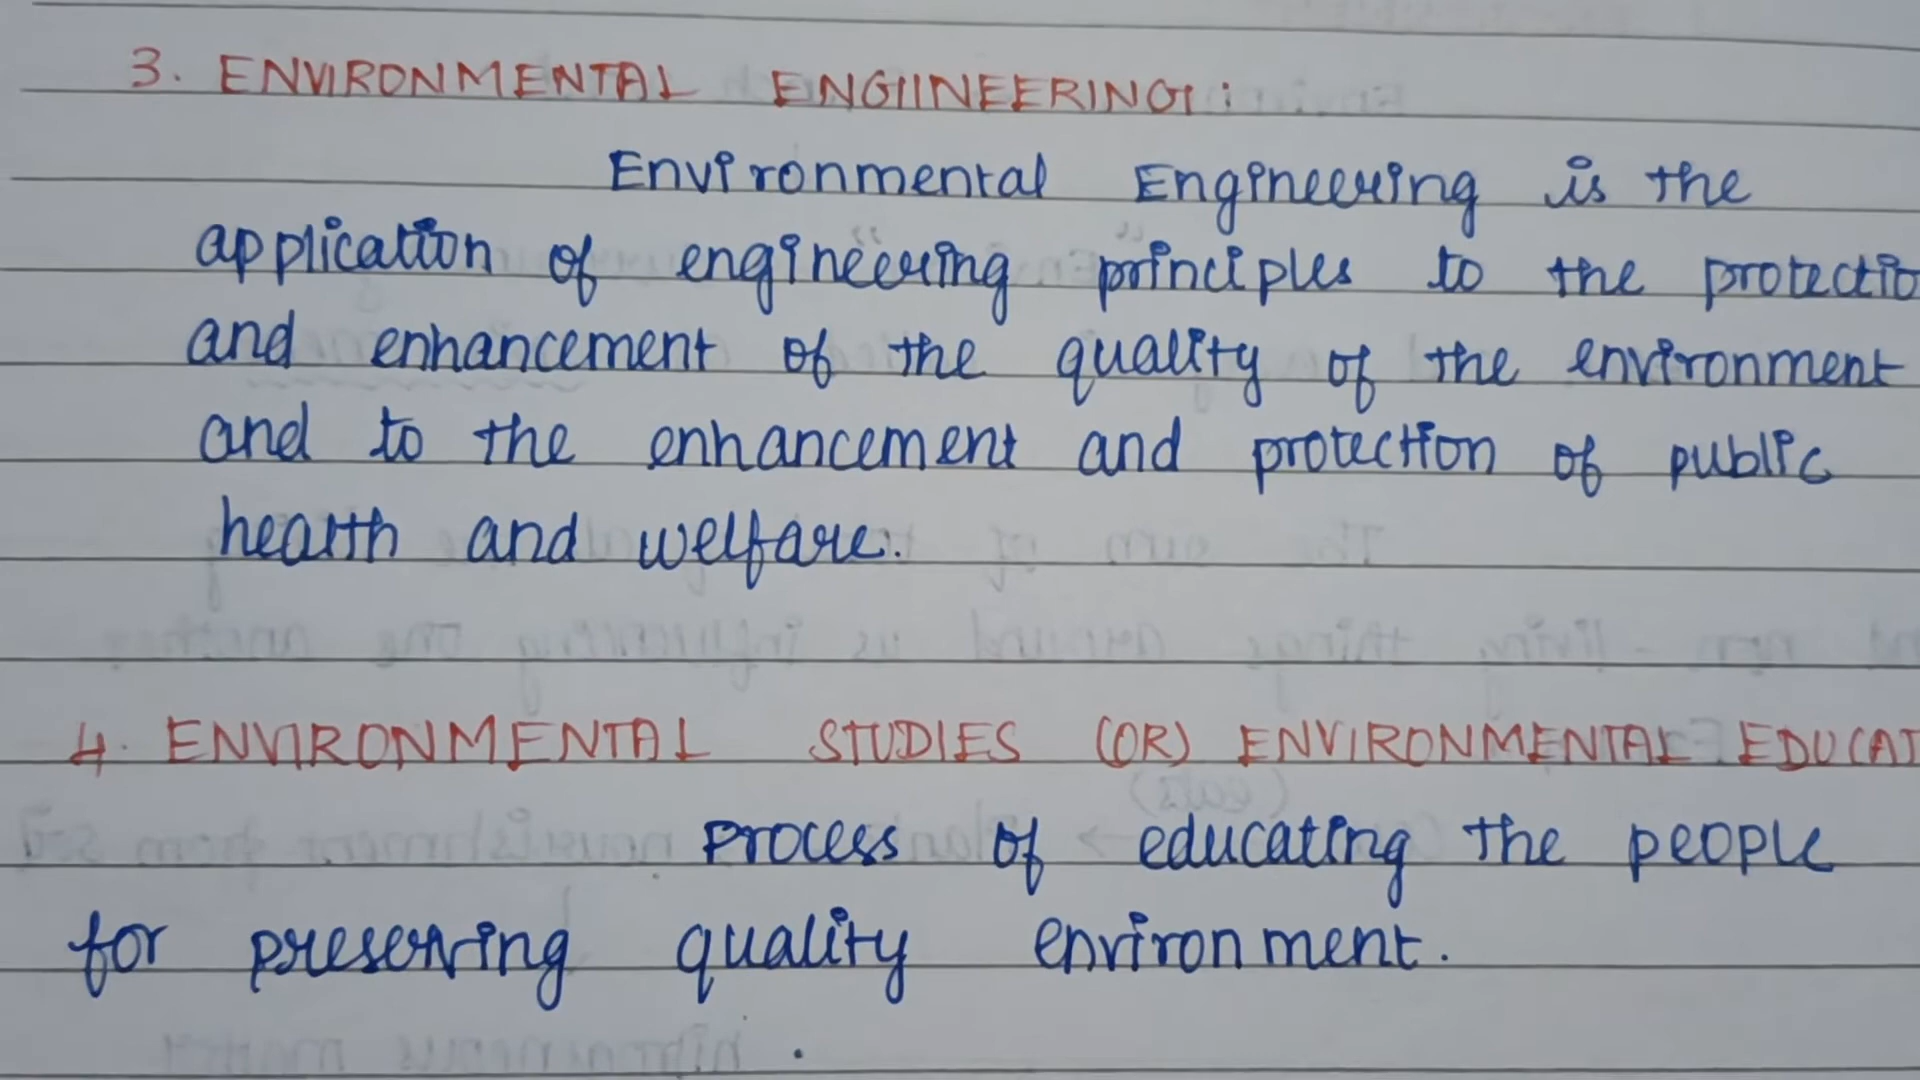 3. ENVIRONMENTAL ENGINEERING:
Environmental Engineering is the
application of engineering principles to the protectio
and enhancement of the quality of the environment
and to the enhancement and protection of public
health and welfare.
4. ENVIRONMENTAL STUDIES (OR) ENVIRONMENTAL EDUCAT
Process of educating the people
for preserving quality environment.